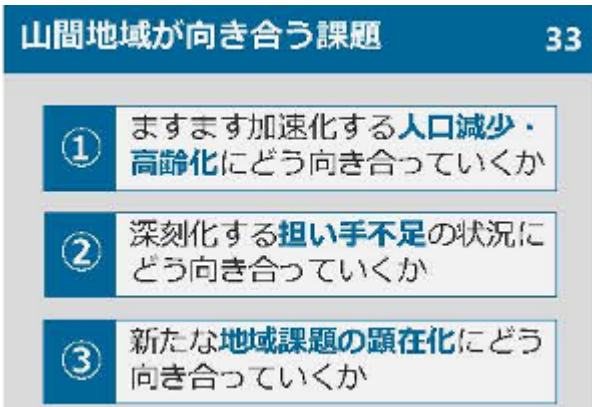 山間地域が向き合う課題 33
① ますます加速化する人口減少・
高齢化にどう向き合っていくか
② 深刻化する担い手不足の状況に
どう向き合っていくか
③ 新たな地域課題の顕在化にどう
向き合っていくか